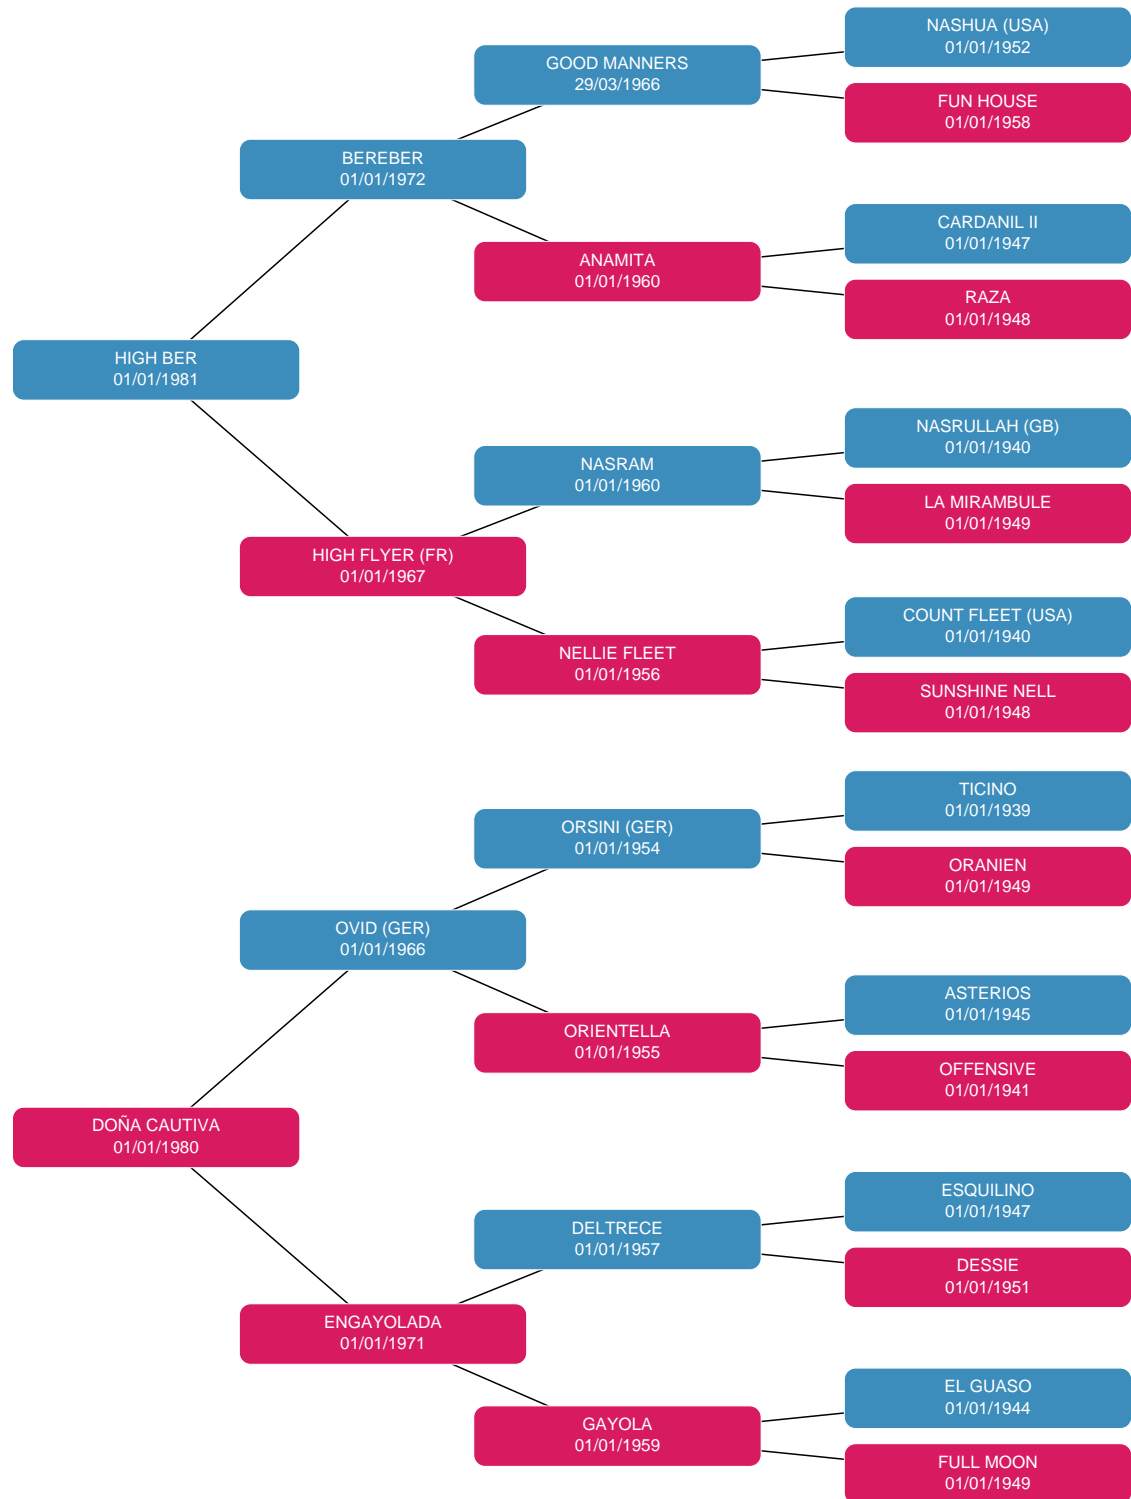 NASHUA (USA)
01/01/1952
GOOD MANNERS
29/03/1966
FUN HOUSE
01/01/1958
BEREBER
01/01/1972
CARDANIL II
01/01/1947
ANAMITA
01/01/1960
RAZA
01/01/1948
HIGH BER
01/01/1981
NASRULLAH (GB)
01/01/1940
NASRAM
01/01/1960
LA MIRAMBULE
01/01/1949
HIGH FLYER (FR)
01/01/1967
COUNT FLEET (USA)
01/01/1940
NELLIE FLEET
01/01/1956
SUNSHINE NELL
01/01/1948
TICINO
01/01/1939
ORSINI (GER)
01/01/1954
ORANIEN
01/01/1949
OVID (GER)
01/01/1966
ASTERIOS
01/01/1945
ORIENTELLA
01/01/1955
OFFENSIVE
01/01/1941
DOÑA CAUTIVA
01/01/1980
ESQUILINO
01/01/1947
DELTRECE
01/01/1957
DESSIE
01/01/1951
ENGAYOLADA
01/01/1971
EL GUASO
01/01/1944
GAYOLA
01/01/1959
FULL MOON
01/01/1949